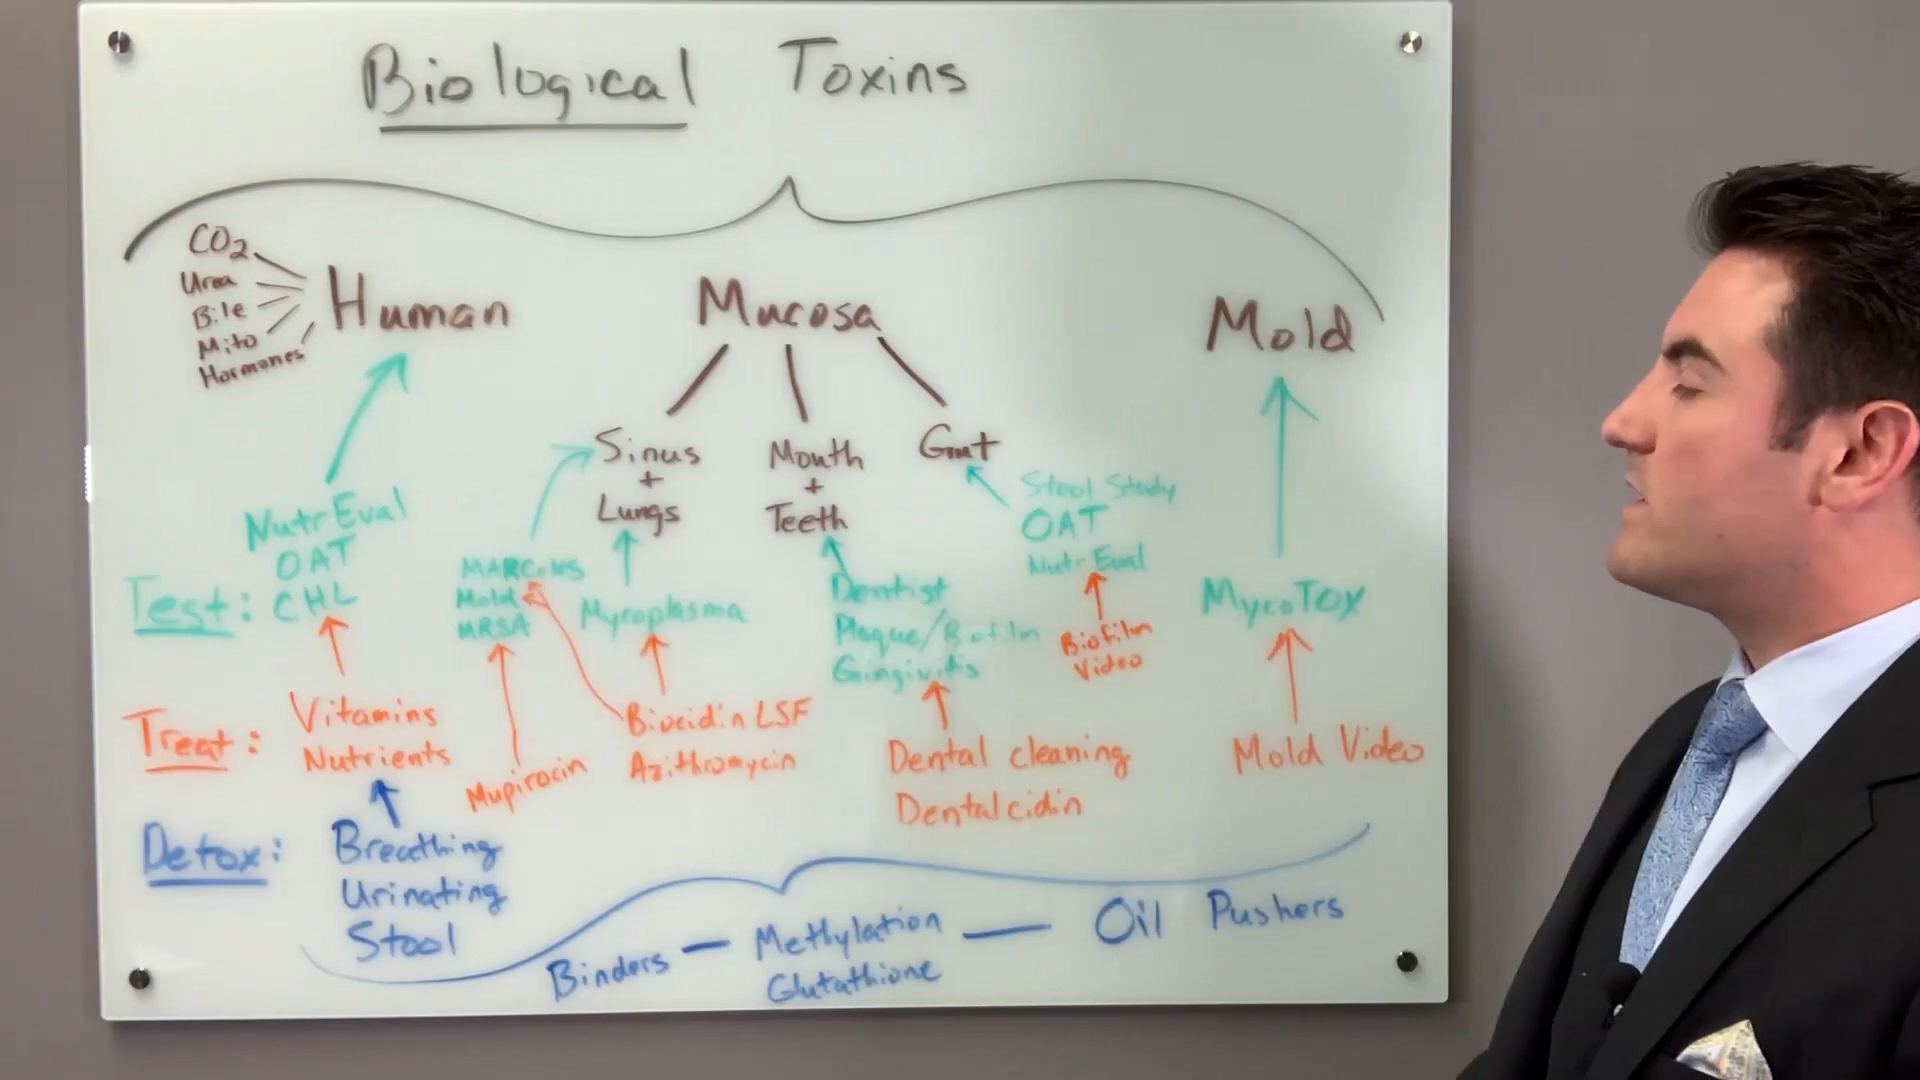 Biological Toxins
CO2
Urea
Bile
Mito
Hormones
Human
Mucosa
Mold
Sinus
+
Lungs
Mouth
+
Teeth
Gut
Test:
NutrEval
OAT
CHL
MARCoNS
Mold
MRSA
Mycoplasma
Dentist
Plaque/Biofilm
Gingivitis
Stool Study
OAT
NutrEval
MycoTOX
Treat:
Vitamins
Nutrients
Mupirocin
Biocidin LSF
Azithromycin
Dental cleaning
Dentalcidin
Biofilm
Video
Mold Video
Detox:
Breathing
Urinating
Stool
Binders — Methylation — Oil Pushers
Glutathione